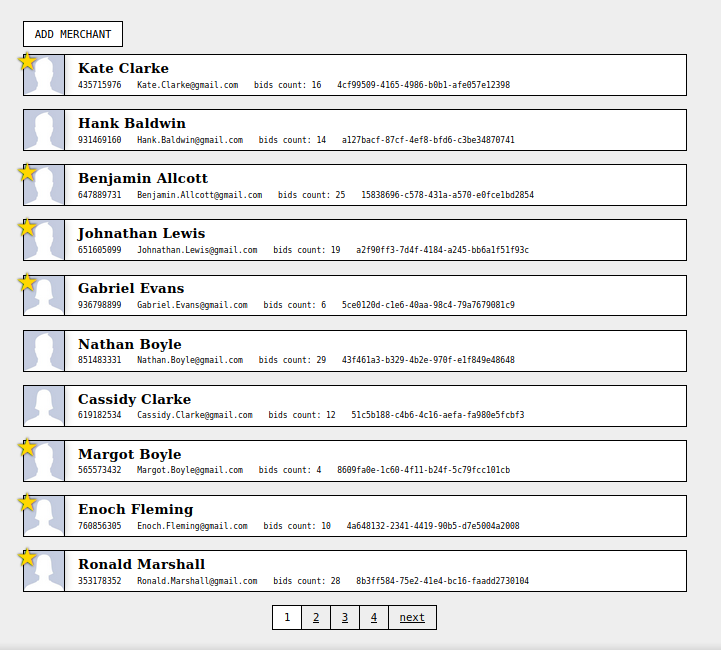 ADD MERCHANT
Kate Clarke
435715976 Kate.Clarke@gmail.com bids count: 16 4cf99509-4165-4986-b0b1-afe057e12398
Hank Baldwin
931469160 Hank.Baldwin@gmail.com bids count: 14 a127bacf-87cf-4ef8-bfd6-c3be34870741
Benjamin Allcott
647889731 Benjamin.Allcott@gmail.com bids count: 25 15838696-c578-431a-a570-e0fce1bd2854
Johnathan Lewis
651605099 Johnathan.Lewis@gmail.com bids count: 19 a2f90ff3-7d4f-4184-a245-bb6a1f51f93c
Gabriel Evans
936798899 Gabriel.Evans@gmail.com bids count: 6 5ce0120d-c1e6-40aa-98c4-79a7679081c9
Nathan Boyle
851483331 Nathan.Boyle@gmail.com bids count: 29 43f461a3-b329-4b2e-970f-e1f849e48648
Cassidy Clarke
619182534 Cassidy.Clarke@gmail.com bids count: 12 51c5b188-c4b6-4c16-aefa-fa980e5fcbf3
Margot Boyle
565573432 Margot.Boyle@gmail.com bids count: 4 8609fa0e-1c60-4f11-b24f-5c79fcc101cb
Enoch Fleming
760856305 Enoch.Fleming@gmail.com bids count: 10 4a648132-2341-4419-90b5-d7e5004a2008
Ronald Marshall
353178352 Ronald.Marshall@gmail.com bids count: 28 8b3ff584-75e2-41e4-bc16-faadd2730104
1 2 3 4 next